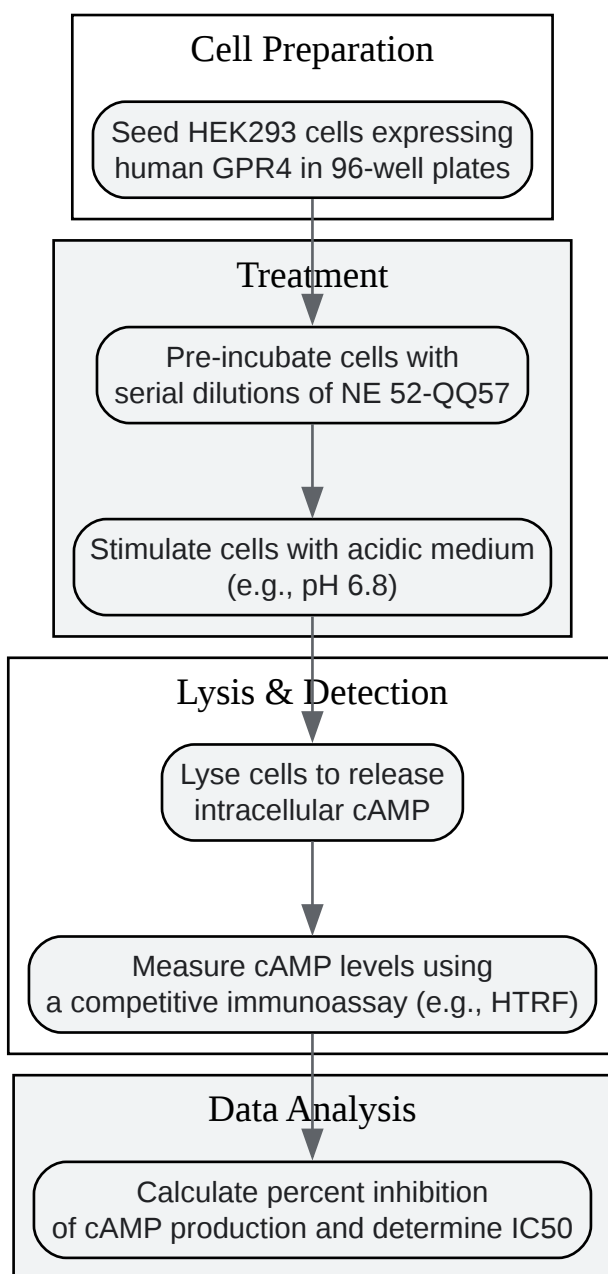 Cell Preparation
Seed HEK293 cells expressing
human GPR4 in 96-well plates
Treatment
Pre-incubate cells with
serial dilutions of NE 52-QQ57
Stimulate cells with acidic medium
(e.g., pH 6.8)
Lysis & Detection
Lyse cells to release
intracellular cAMP
Measure cAMP levels using
a competitive immunoassay (e.g., HTRF)
Data Analysis
Calculate percent inhibition
of cAMP production and determine IC50